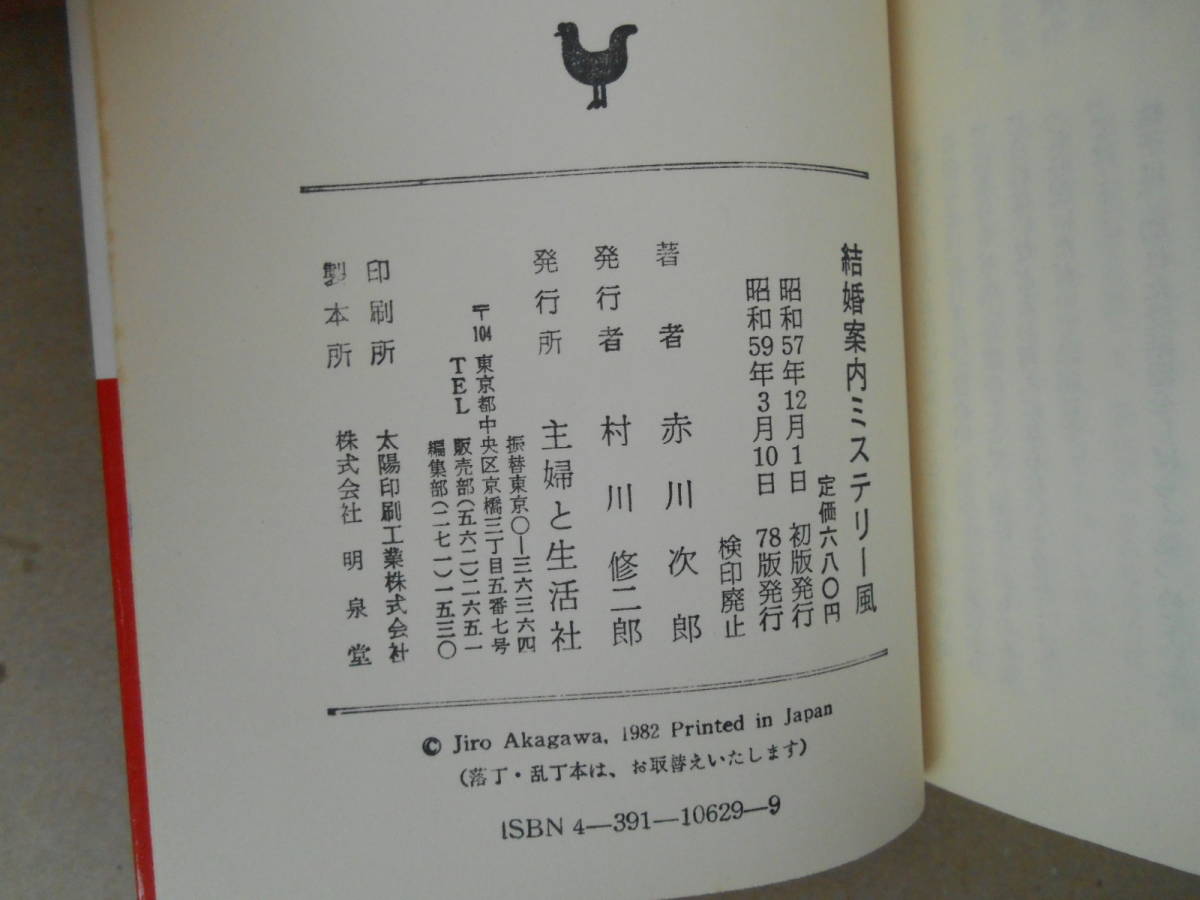 結婚案内ミステリー風
定価六八〇円
昭和57年12月1日 初版発行
昭和59年3月10日 78版発行
検印廃止
著者 赤川次郎
発行者 村川修二郎
発行所 主婦と生活社
振替東京〇―三六三六四
〒104 東京都中央区京橋三丁目五番七号
TEL 販売部(五六二)二六五一
編集部(二七一)一五三〇
印刷所 太陽印刷工業株式会社
製本所 株式会社明泉堂
© Jiro Akagawa, 1982 Printed in Japan
(落丁・乱丁本は、お取替えいたします)
ISBN 4―391―10629―9